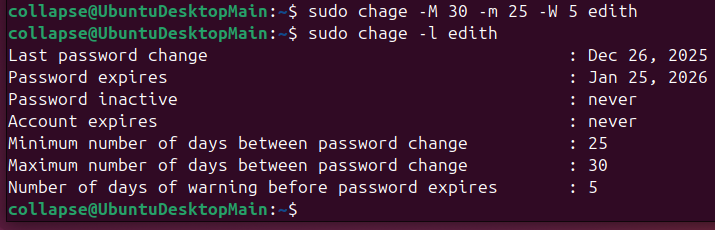 collapse@UbuntuDesktopMain:~$ sudo chage -M 30 -m 25 -W 5 edith
collapse@UbuntuDesktopMain:~$ sudo chage -l edith
Last password change : Dec 26, 2025
Password expires : Jan 25, 2026
Password inactive : never
Account expires : never
Minimum number of days between password change : 25
Maximum number of days between password change : 30
Number of days of warning before password expires : 5
collapse@UbuntuDesktopMain:~$